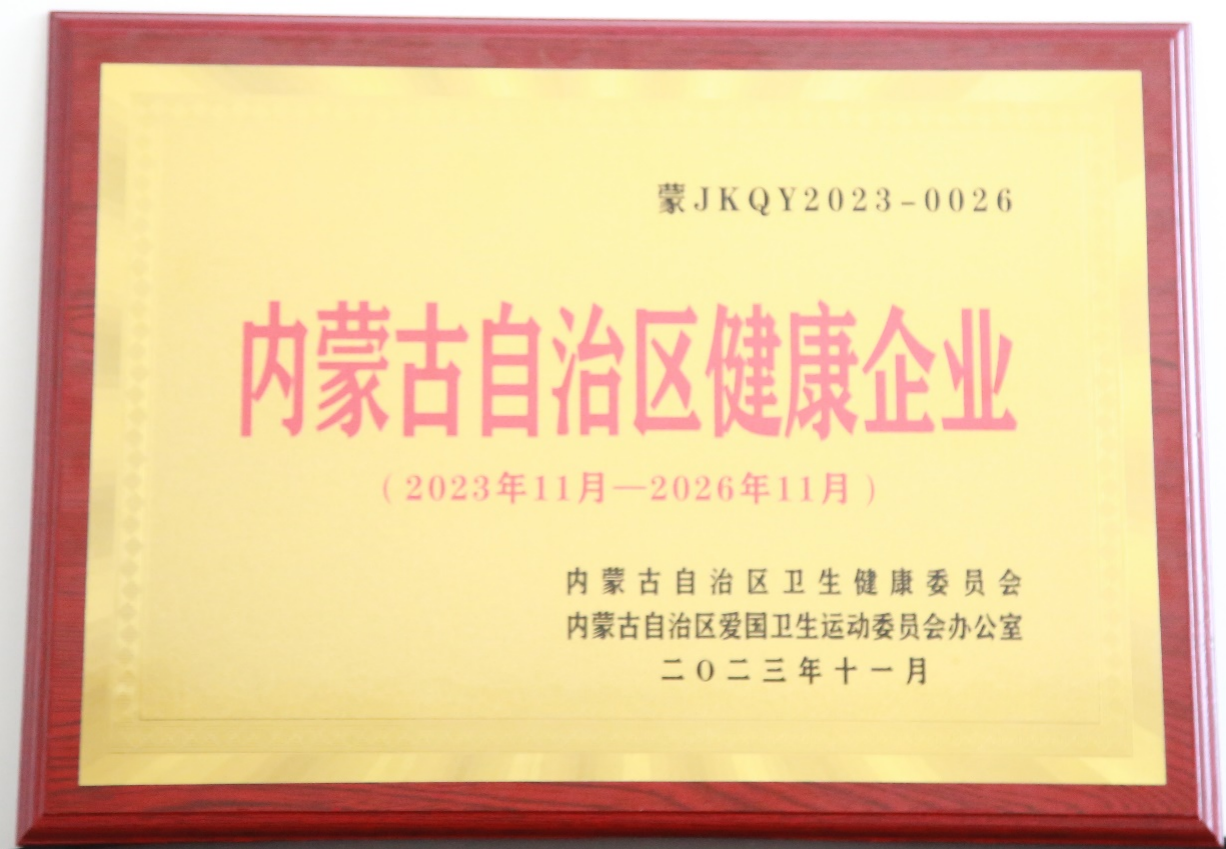 蒙JKQY2023-0026
内蒙古自治区健康企业
（2023年11月—2026年11月）
内蒙古自治区卫生健康委员会
内蒙古自治区爱国卫生运动委员会办公室
二〇二三年十一月